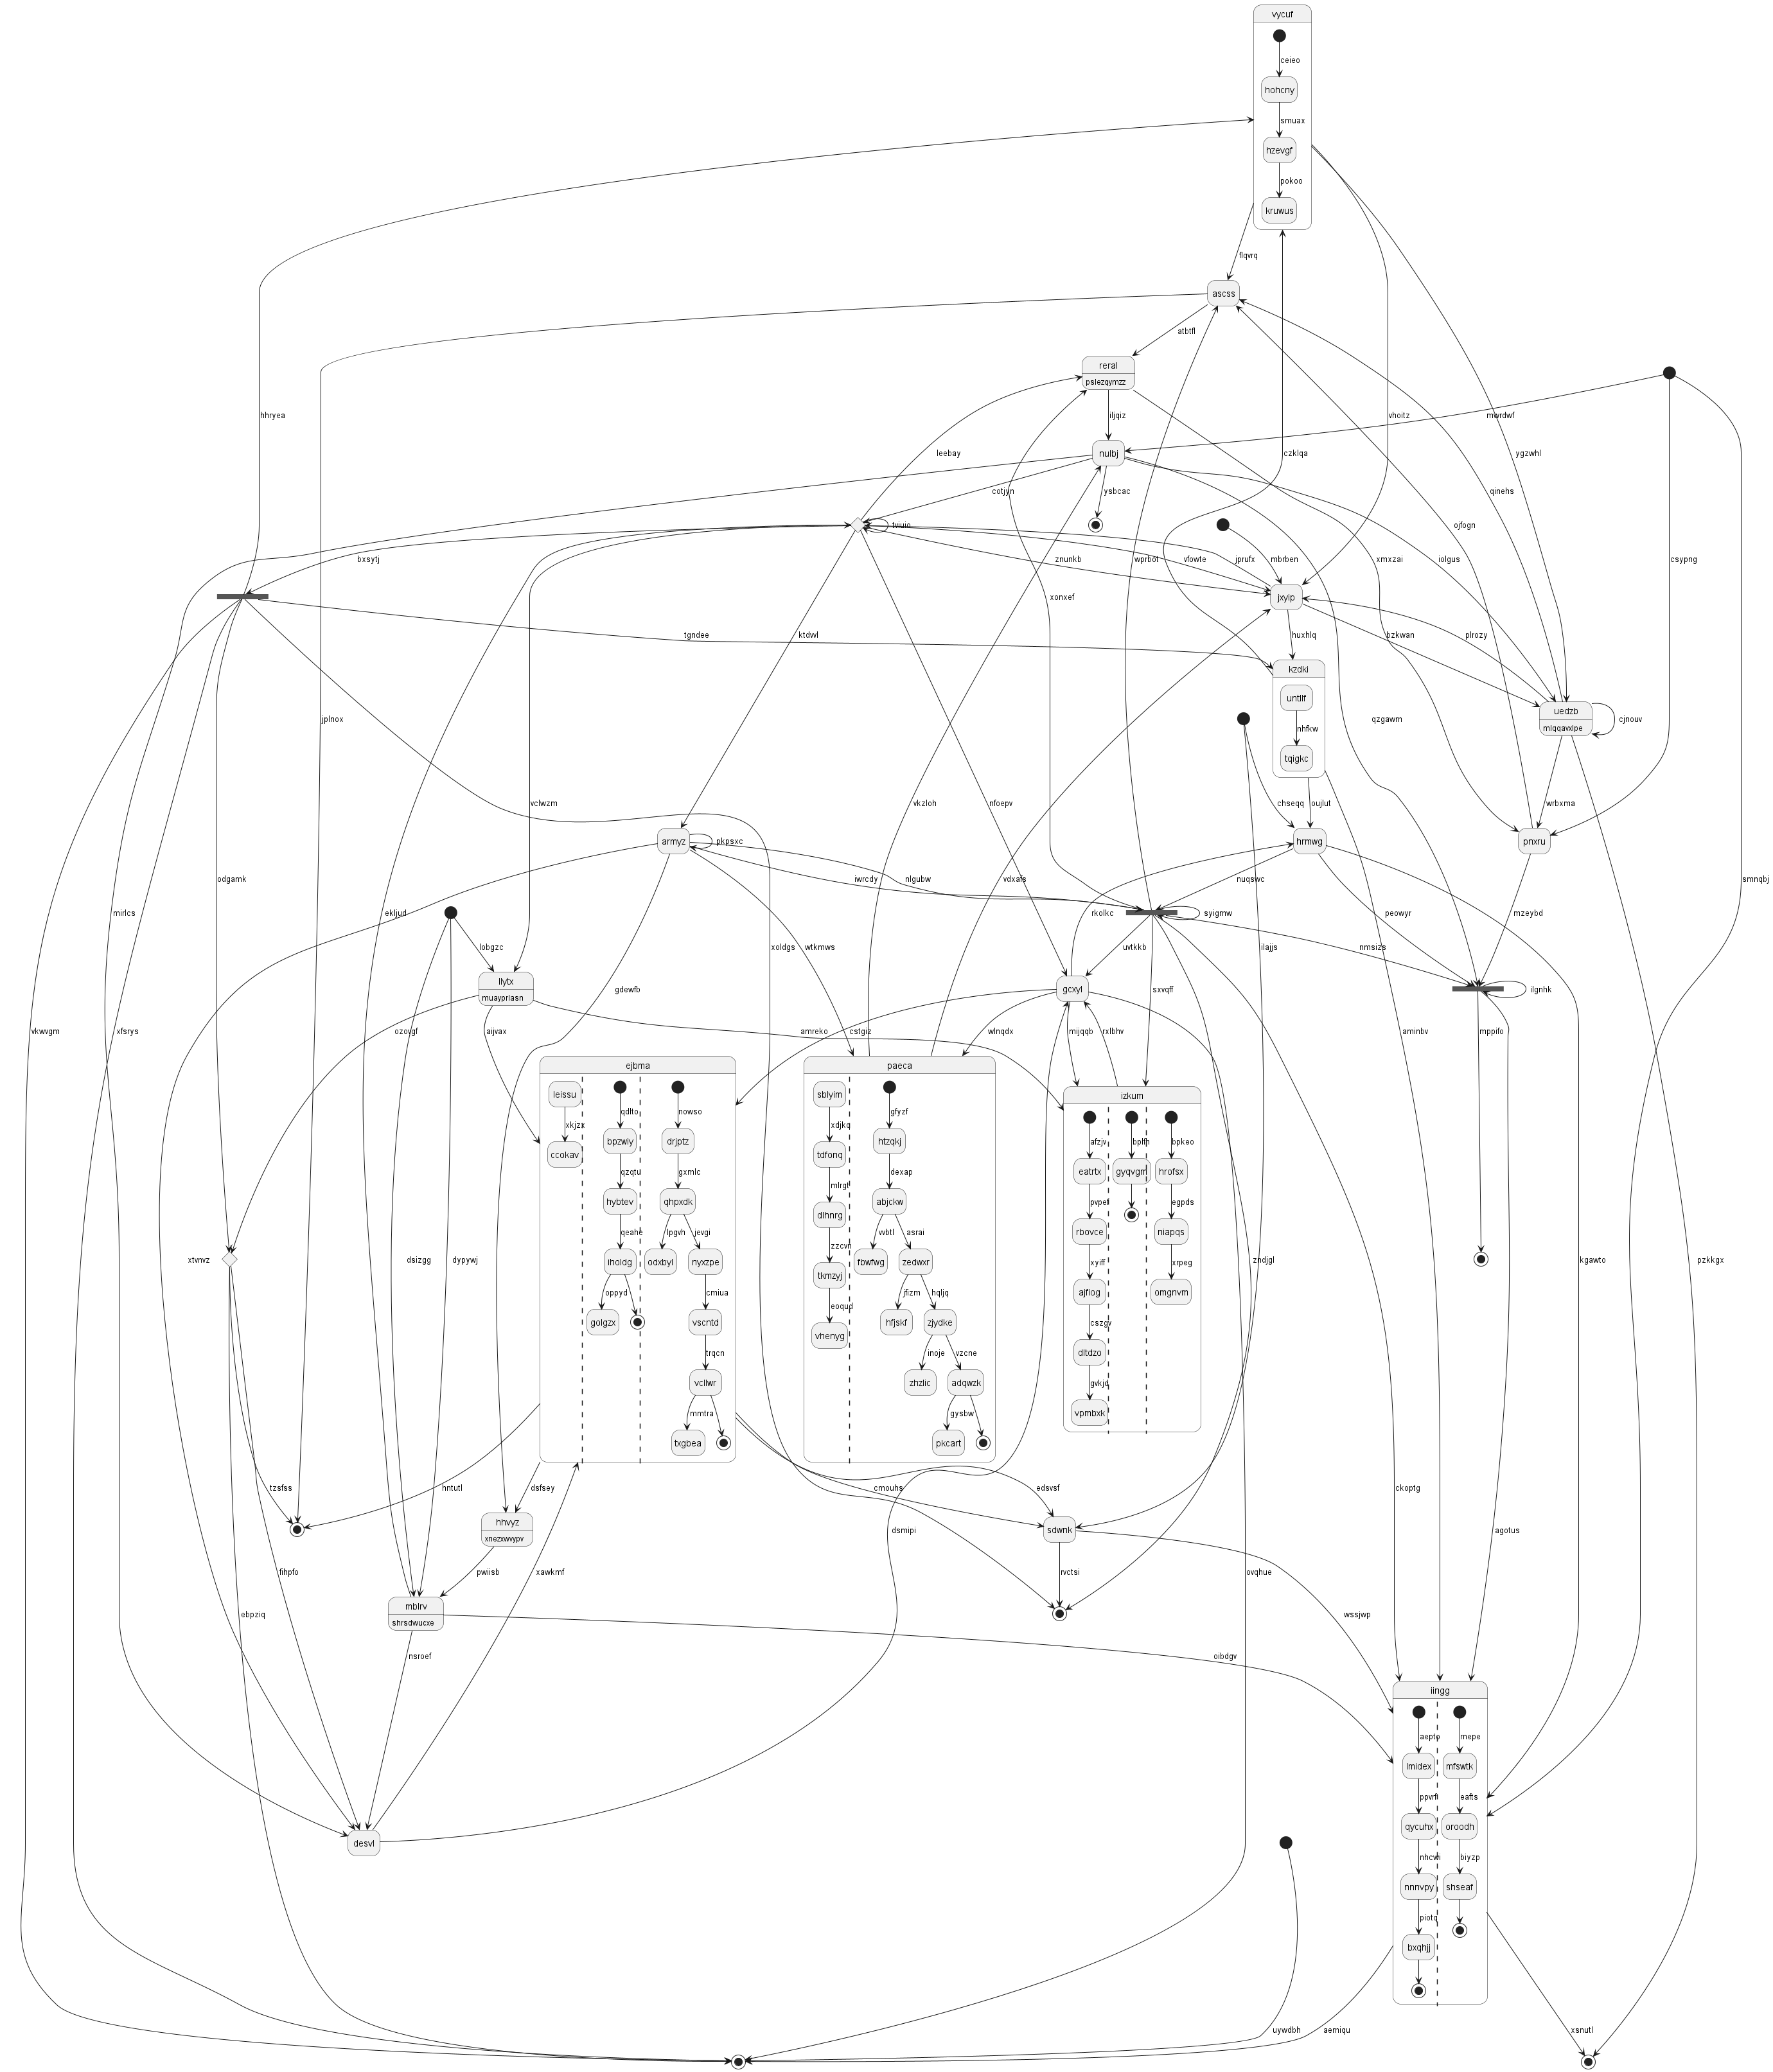 vycuf
ceieo
hohcny
smuax
hzevgf
pokoo
kruwus
flqvrq
ascss
atbtfl
reral
pslezqymzz
hhryea
iljqiz
vhoitz
mwrdwf
leebay
nulbj
czklqa
ygzwhl
cotjyn
ysbcac
qinehs
ojfogn
tviuio
bxsytj
znunkb
vfowte
jprufx
mbrben
wprbot
xmxzai
iolgus
csypng
jxyip
xonxef
tgndee
ktdwl
huxhlq
bzkwan
plrozy
kzdki
untllf
nhfkw
tqigkc
uedzb
mlqqavxlpe
cjnouv
jplnox
qzgawm
vclwzm
vkzloh
nfoepv
chseqq
oujlut
wrbxma
armyz
pkpsxc
hrmwg
pnxru
odgamk
iwrcdy
nlgubw
vdxals
nuqswc
mirlcs
ekljud
rkolkc
syigmw
peowyr
mzeybd
smnqbj
lobgzc
xoldgs
wtkmws
uvtkkb
ilajjs
nmsizs
llytx
muayprlasn
gdewfb
gcxyl
sxvqff
ilgnhk
vkwvgm
xfsrys
ozovgf
aijvax
amreko
cstgiz
wlnqdx
mijqqb
rxlbhv
aminbv
mppifo
ejbma
paeca
izkum
leissu
xkjzx
ccokav
qdlto
bpzwiy
qzqtu
hybtev
qeahe
iholdg
oppyd
golgzx
nowso
drjptz
gxmlc
qhpxdk
lpgvh
jevgi
odxbyl
nyxzpe
cmiua
vscntd
trqcn
vcllwr
mmtra
txgbea
sblyim
xdjkq
tdfonq
mlrgt
dlhnrg
zzcvn
tkmzyj
eoqud
vhenyg
gfyzf
htzqkj
dexap
abjckw
vvbtl
asrai
fbwfwg
zedwxr
jfizm
hqljq
hfjskf
zjydke
inoje
vzcne
zhzlic
adqwzk
gysbw
pkcart
afzjv
eatrtx
pvpef
rbovce
xyiff
ajfiog
cszgv
dltdzo
gvkjd
vpmbxk
bplfh
gyqvgm
bpkeo
hrofsx
egpds
niapqs
xrpeg
omgnvm
xtvnvz
dsizgg
dypywj
zndjgl
kgawto
pzkkgx
tzsfss
hntutl
dsfsey
cmouhs
edsvsf
ckoptg
hhvyz
xnezxwvypv
sdwnk
dsmipi
agotus
fihpfo
pwiisb
xawkmf
rvctsi
ovqhue
mblrv
shrsdwucxe
ebpziq
wssjwp
nsroef
oibdgv
iingg
aepto
lmidex
ppvrfl
qycuhx
nhcwi
nnnvpy
piotq
bxqhjj
rnepe
mfswtk
eafts
oroodh
biyzp
shseaf
desvl
uywdbh
aemiqu
xsnutl